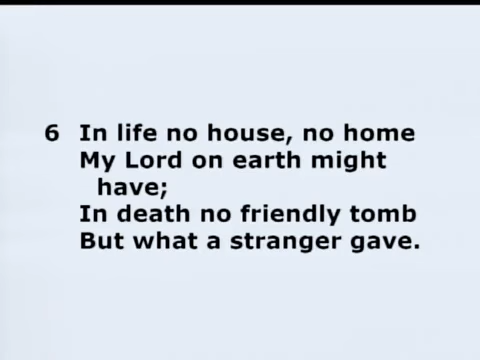 6 In life no house, no home
My Lord on earth might
have;
In death no friendly tomb
But what a stranger gave.